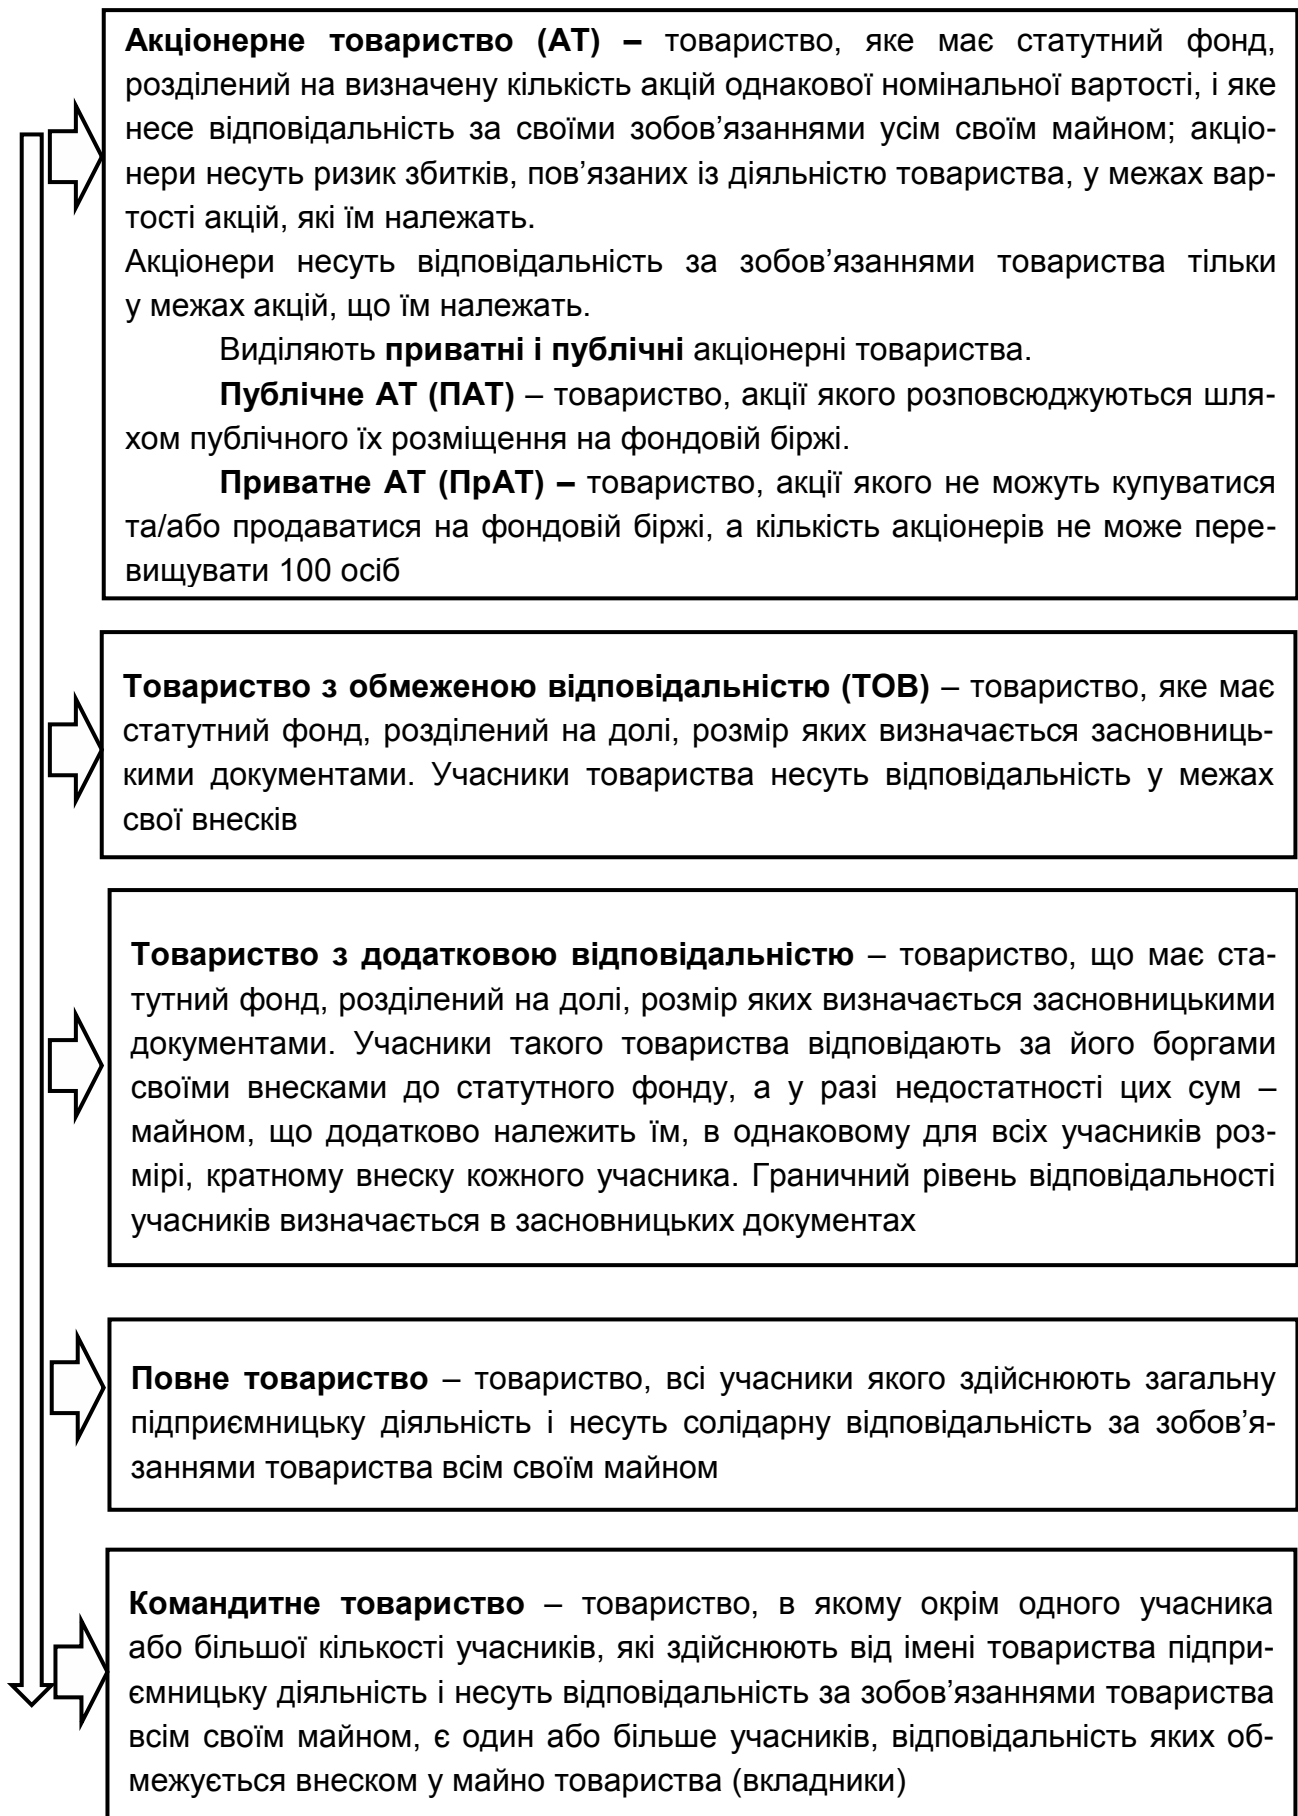 Акціонерне товариство (АТ) – товариство, яке має статутний фонд,
розділений на визначену кількість акцій однакової номінальної вартості, і яке
несе відповідальність за своїми зобов’язаннями усім своїм майном; акціо-
нери несуть ризик збитків, пов’язаних із діяльністю товариства, у межах вар-
тості акцій, які їм належать.
Акціонери несуть відповідальність за зобов’язаннями товариства тільки
у межах акцій, що їм належать.
Виділяють приватні і публічні акціонерні товариства.
Публічне АТ (ПАТ) – товариство, акції якого розповсюджуються шля-
хом публічного їх розміщення на фондовій біржі.
Приватне АТ (ПрАТ) – товариство, акції якого не можуть купуватися
та/або продаватися на фондовій біржі, а кількість акціонерів не може пере-
вищувати 100 осіб
Товариство з обмеженою відповідальністю (ТОВ) – товариство, яке має
статутний фонд, розділений на долі, розмір яких визначається засновниць-
кими документами. Учасники товариства несуть відповідальність у межах
свої внесків
Товариство з додатковою відповідальністю – товариство, що має ста-
тутний фонд, розділений на долі, розмір яких визначається засновницькими
документами. Учасники такого товариства відповідають за його боргами
своїми внесками до статутного фонду, а у разі недостатності цих сум –
майном, що додатково належить їм, в однаковому для всіх учасників роз-
мірі, кратному внеску кожного учасника. Граничний рівень відповідальності
учасників визначається в засновницьких документах
Повне товариство – товариство, всі учасники якого здійснюють загальну
підприємницьку діяльність і несуть солідарну відповідальність за зобов’я-
заннями товариства всім своїм майном
Командитне товариство – товариство, в якому окрім одного учасника
або більшої кількості учасників, які здійснюють від імені товариства підпри-
ємницьку діяльність і несуть відповідальність за зобов’язаннями товариства
всім своїм майном, є один або більше учасників, відповідальність яких об-
межується внеском у майно товариства (вкладники)